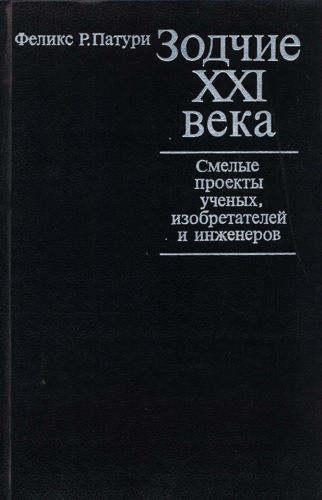 Феликс Р. Патури
Зодчие
XXI
века
Смелые
проекты
ученых,
изобретателей
и инженеров